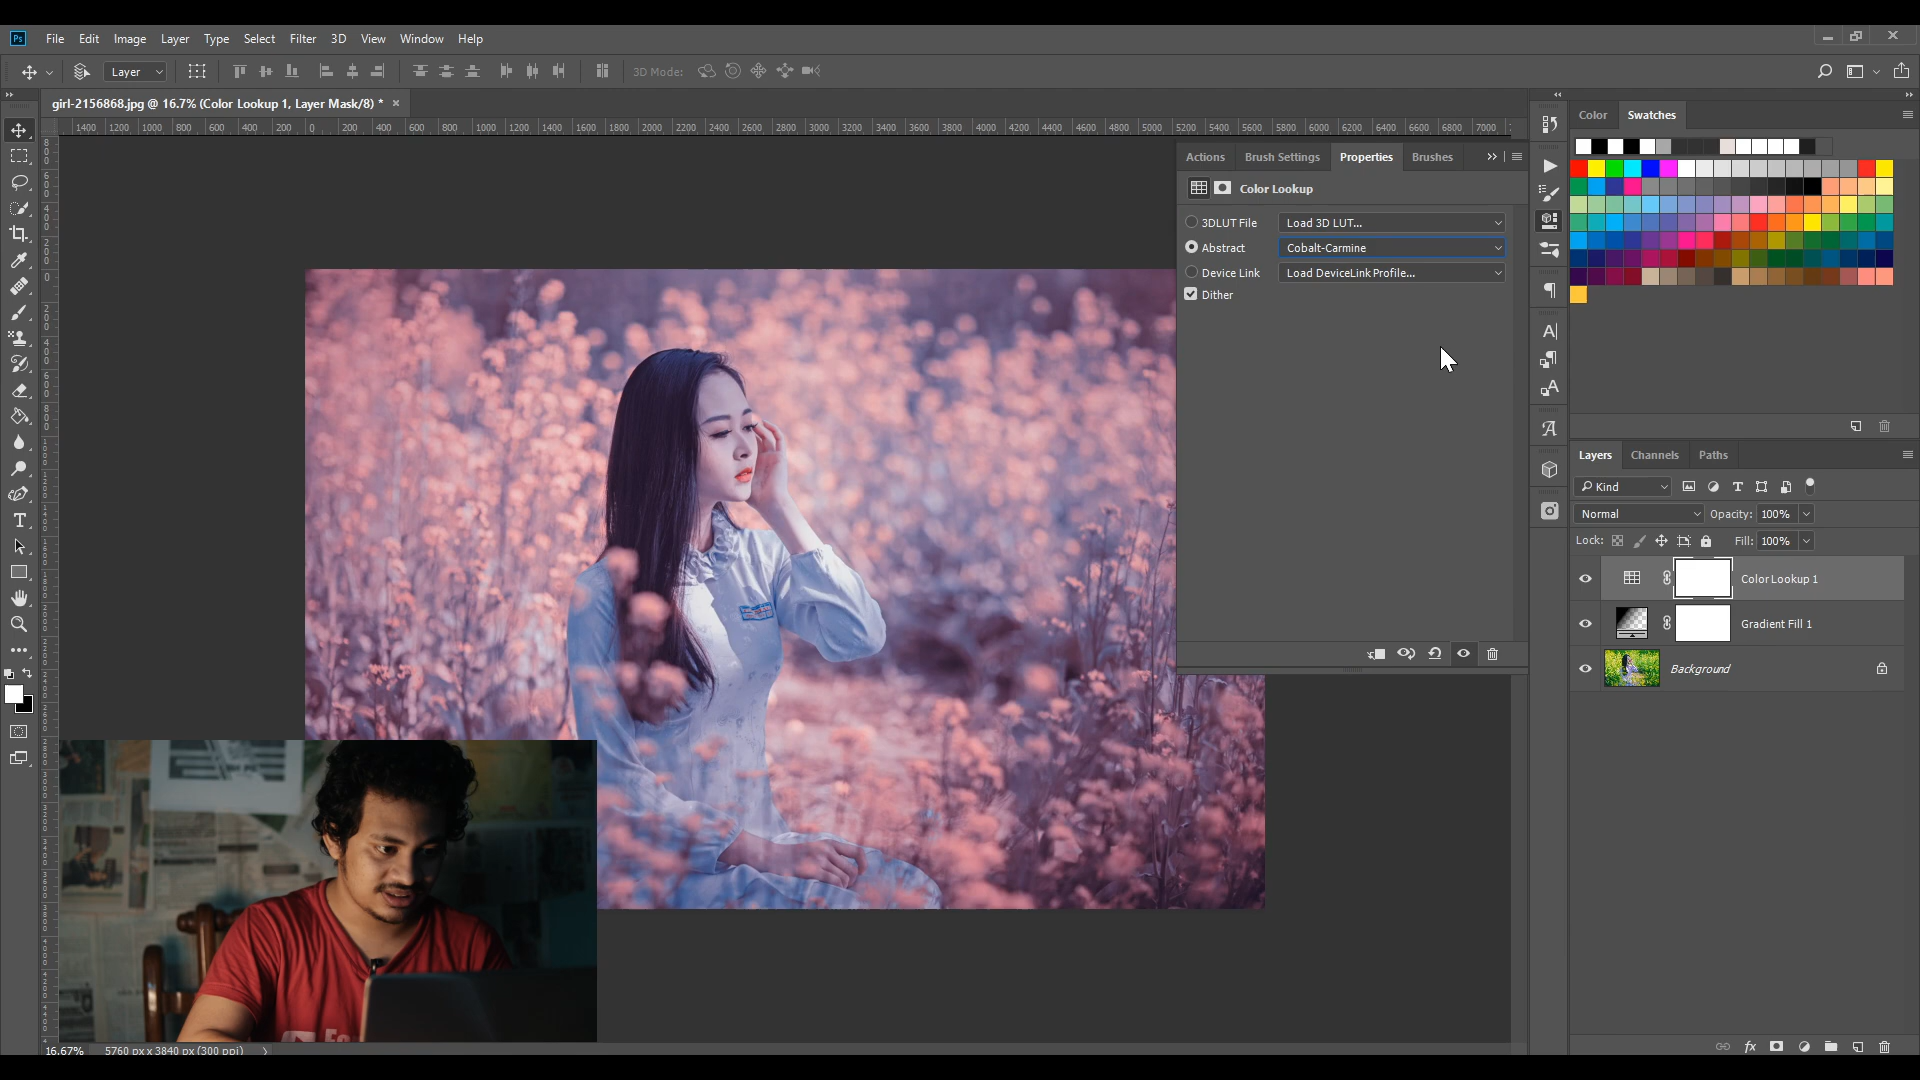 Ps File Edit Image Layer Type Select Filter 3D View Window Help
Layer 3D Mode:
girl-2156868.jpg @ 16.7% (Color Lookup 1, Layer Mask/8) * ×
1400 1200 1000 800 600 400 200 0 200 400 600 800 1000 1200 1400 1600 1800 2000 2200 2400 2600 2800 3000 3200 3400 3600 3800 4000 4200 4400 4600 4800 5000 5200 5400 5600 5800 6000 6200 6400 6600 6800 7000
Actions Brush Settings Properties Brushes
Color Lookup
3DLUT File Load 3D LUT...
Abstract Cobalt-Carmine
Device Link Load DeviceLink Profile...
Dither
Color Swatches
Layers Channels Paths
Kind
Normal Opacity: 100%
Lock: Fill: 100%
Color Lookup 1
Gradient Fill 1
Background
fx
16.67% 5760 px x 3840 px (300 ppi)